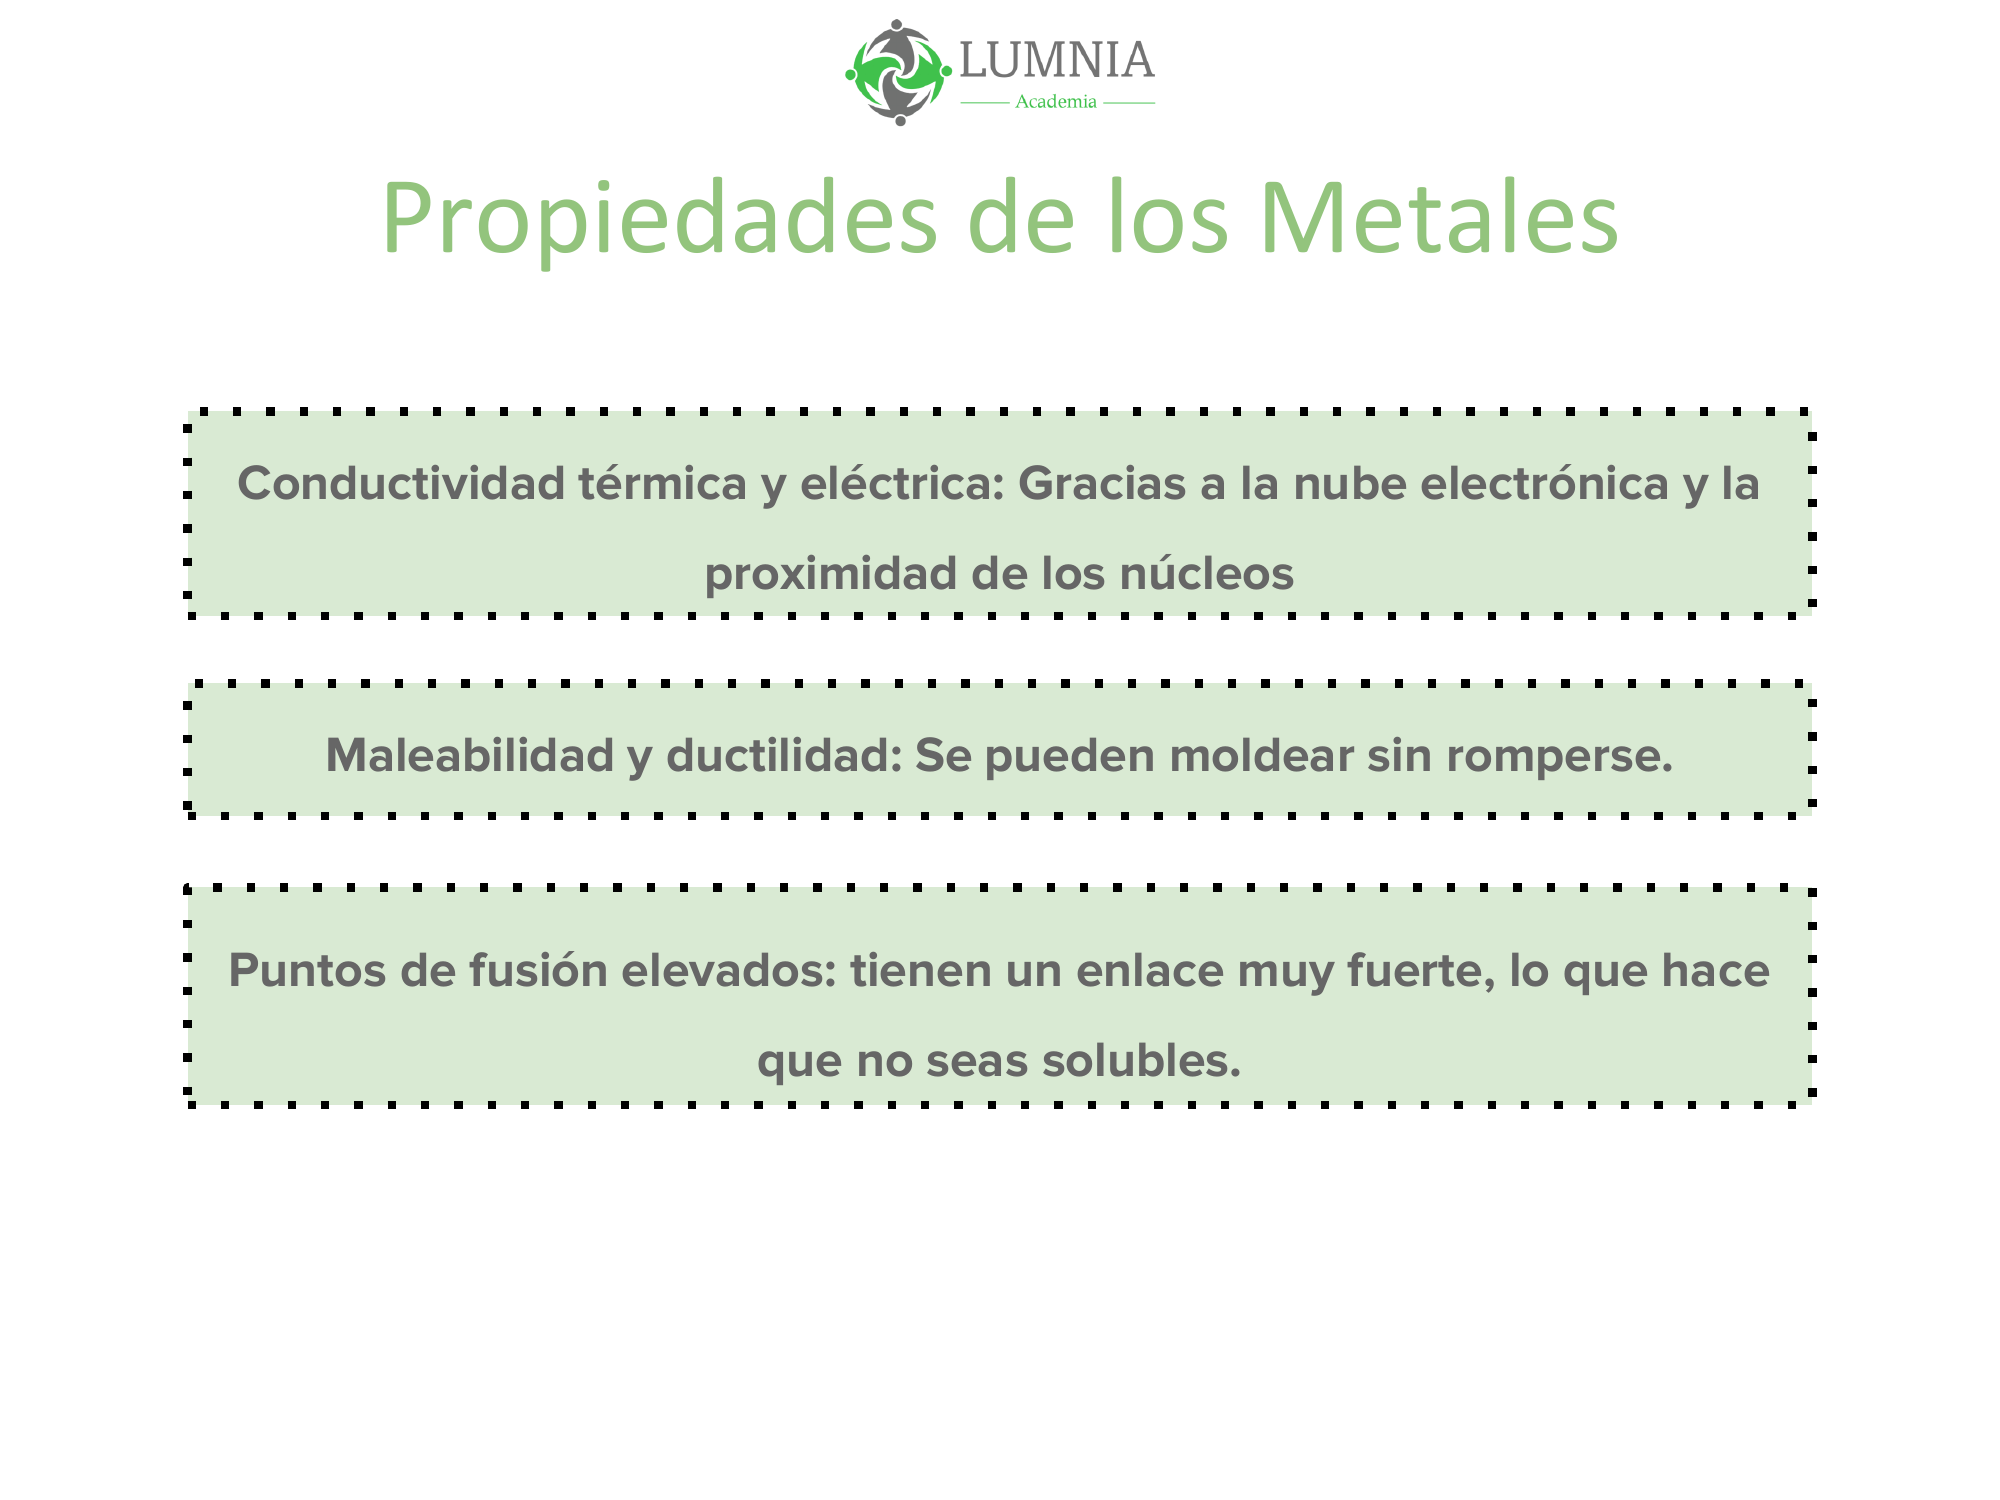 LUMNIA
Academia
Propiedades de los Metales
Conductividad térmica y eléctrica: Gracias a la nube electrónica y la
proximidad de los núcleos
Maleabilidad y ductilidad: Se pueden moldear sin romperse.
Puntos de fusión elevados: tienen un enlace muy fuerte, lo que hace
que no seas solubles.